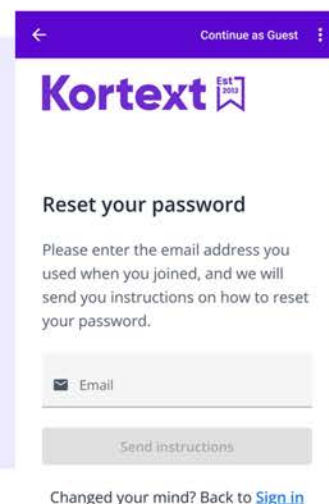 Continue as Guest
Kortext Est 2013
Reset your password
Please enter the email address you
used when you joined, and we will
send you instructions on how to reset
your password.
Email
Send instructions
Changed your mind? Back to Sign in